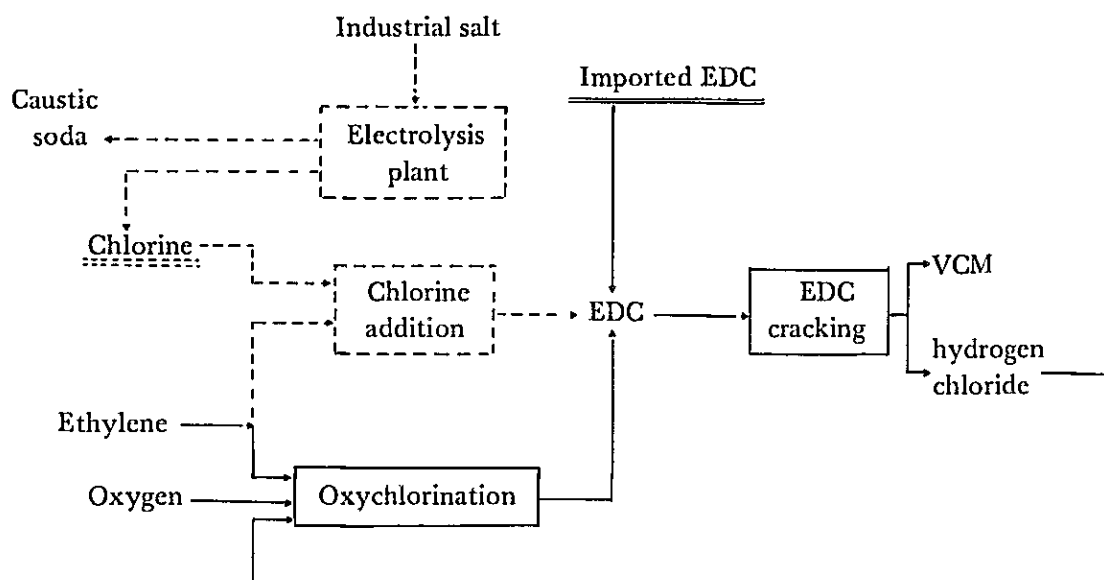 Industrial salt
Imported EDC
Caustic
soda
Electrolysis
plant
Chlorine
Chlorine
addition
EDC
EDC
cracking
VCM
hydrogen
chloride
Ethylene
Oxygen
Oxychlorination